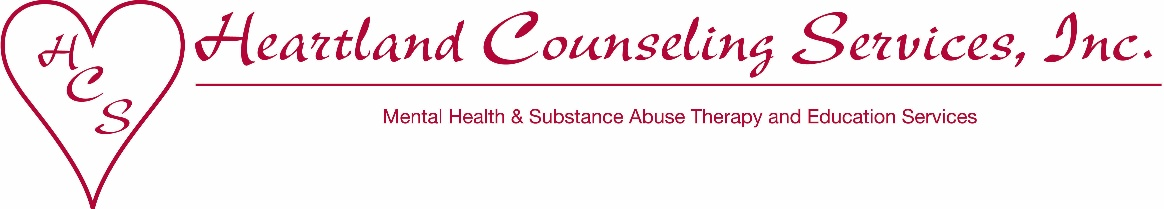 H
C
S
Heartland Counseling Services, Inc.
Mental Health & Substance Abuse Therapy and Education Services